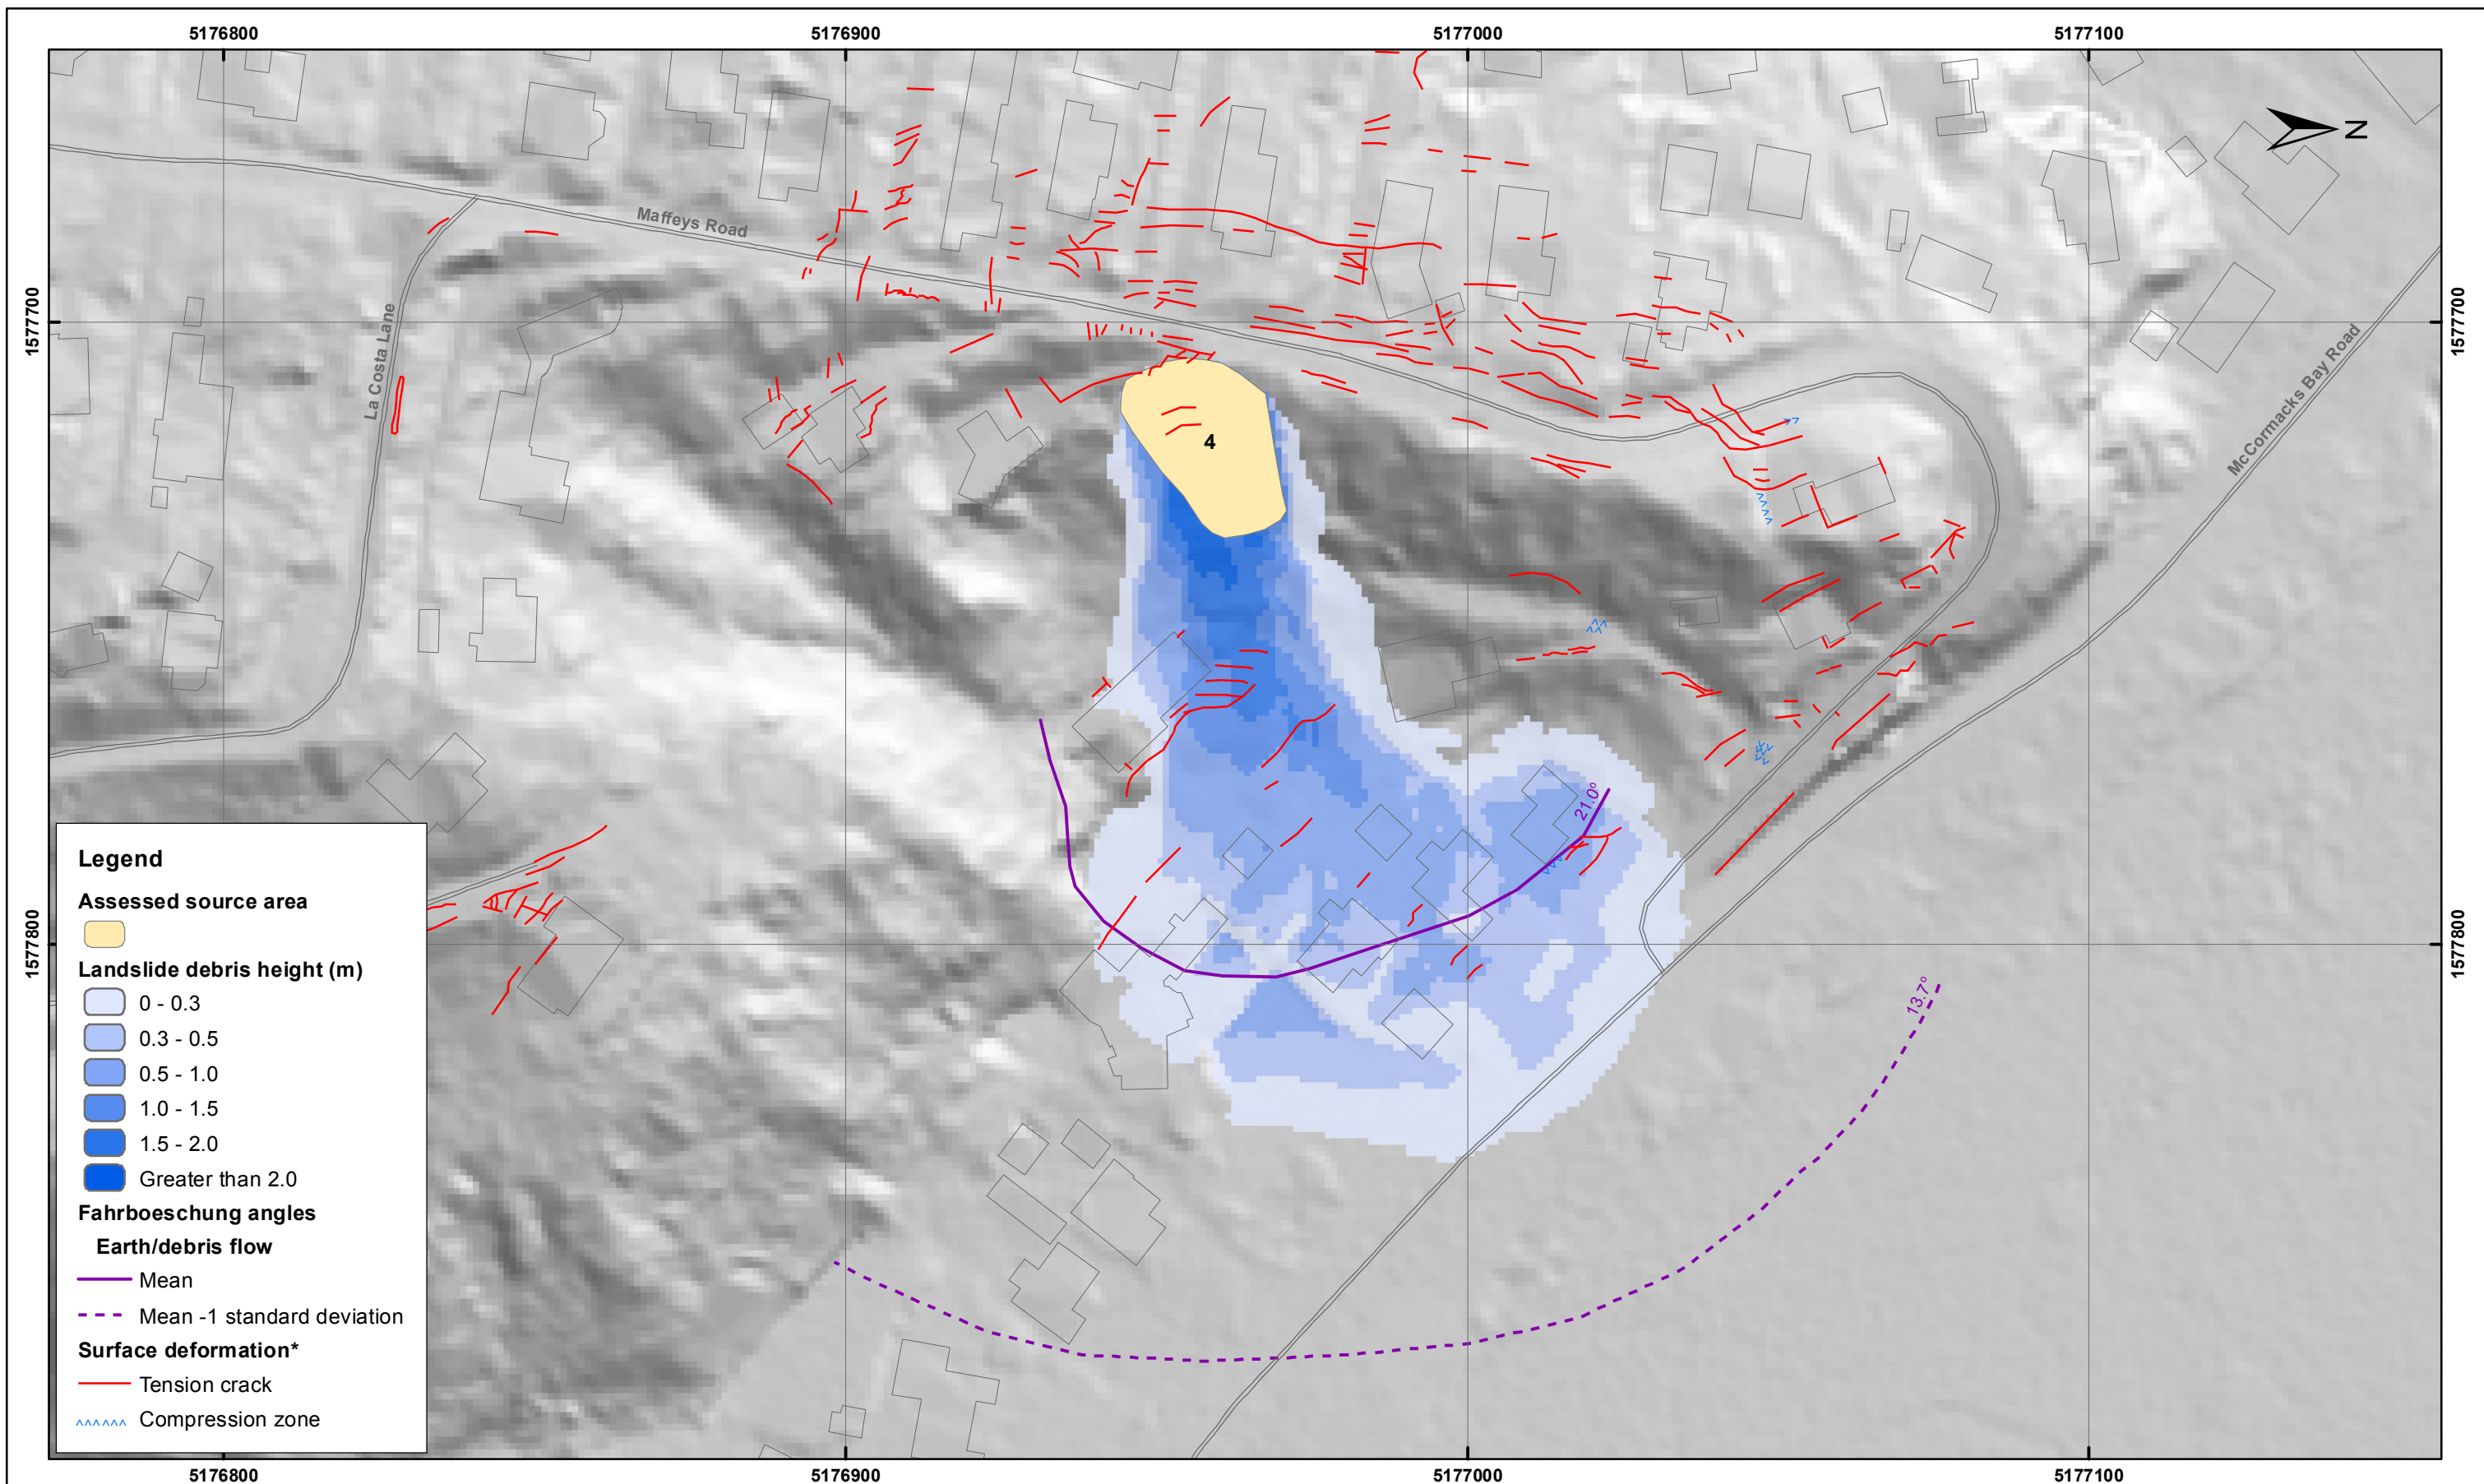 5176800 5176900 5177000 5177100
N
Maffeys Road
1577700 1577700
La Costa Lane
McCormacks Bay Road
4
21.0°
1577800 1577800
13.7°
Legend
Assessed source area
Landslide debris height (m)
0 - 0.3
0.3 - 0.5
0.5 - 1.0
1.0 - 1.5
1.5 - 2.0
Greater than 2.0
Fahrboeschung angles
Earth/debris flow
Mean
Mean -1 standard deviation
Surface deformation*
Tension crack
Compression zone
5176800 5176900 5177000 5177100